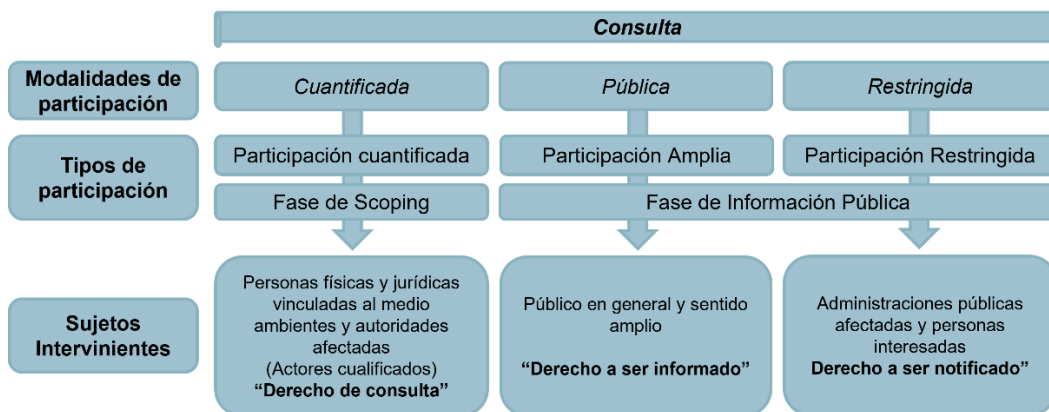 Consulta
Modalidades de
participación
Cuantificada
Pública
Restringida
Tipos de
participación
Participación cuantificada
Participación Amplia
Participación Restringida
Fase de Scoping
Fase de Información Pública
Sujetos
Intervinientes
Personas físicas y jurídicas
vinculadas al medio
ambientes y autoridades
afectadas
(Actores cualificados)
“Derecho de consulta”
Público en general y sentido
amplio
“Derecho a ser informado”
Administraciones públicas
afectadas y personas
interesadas
Derecho a ser notificado”